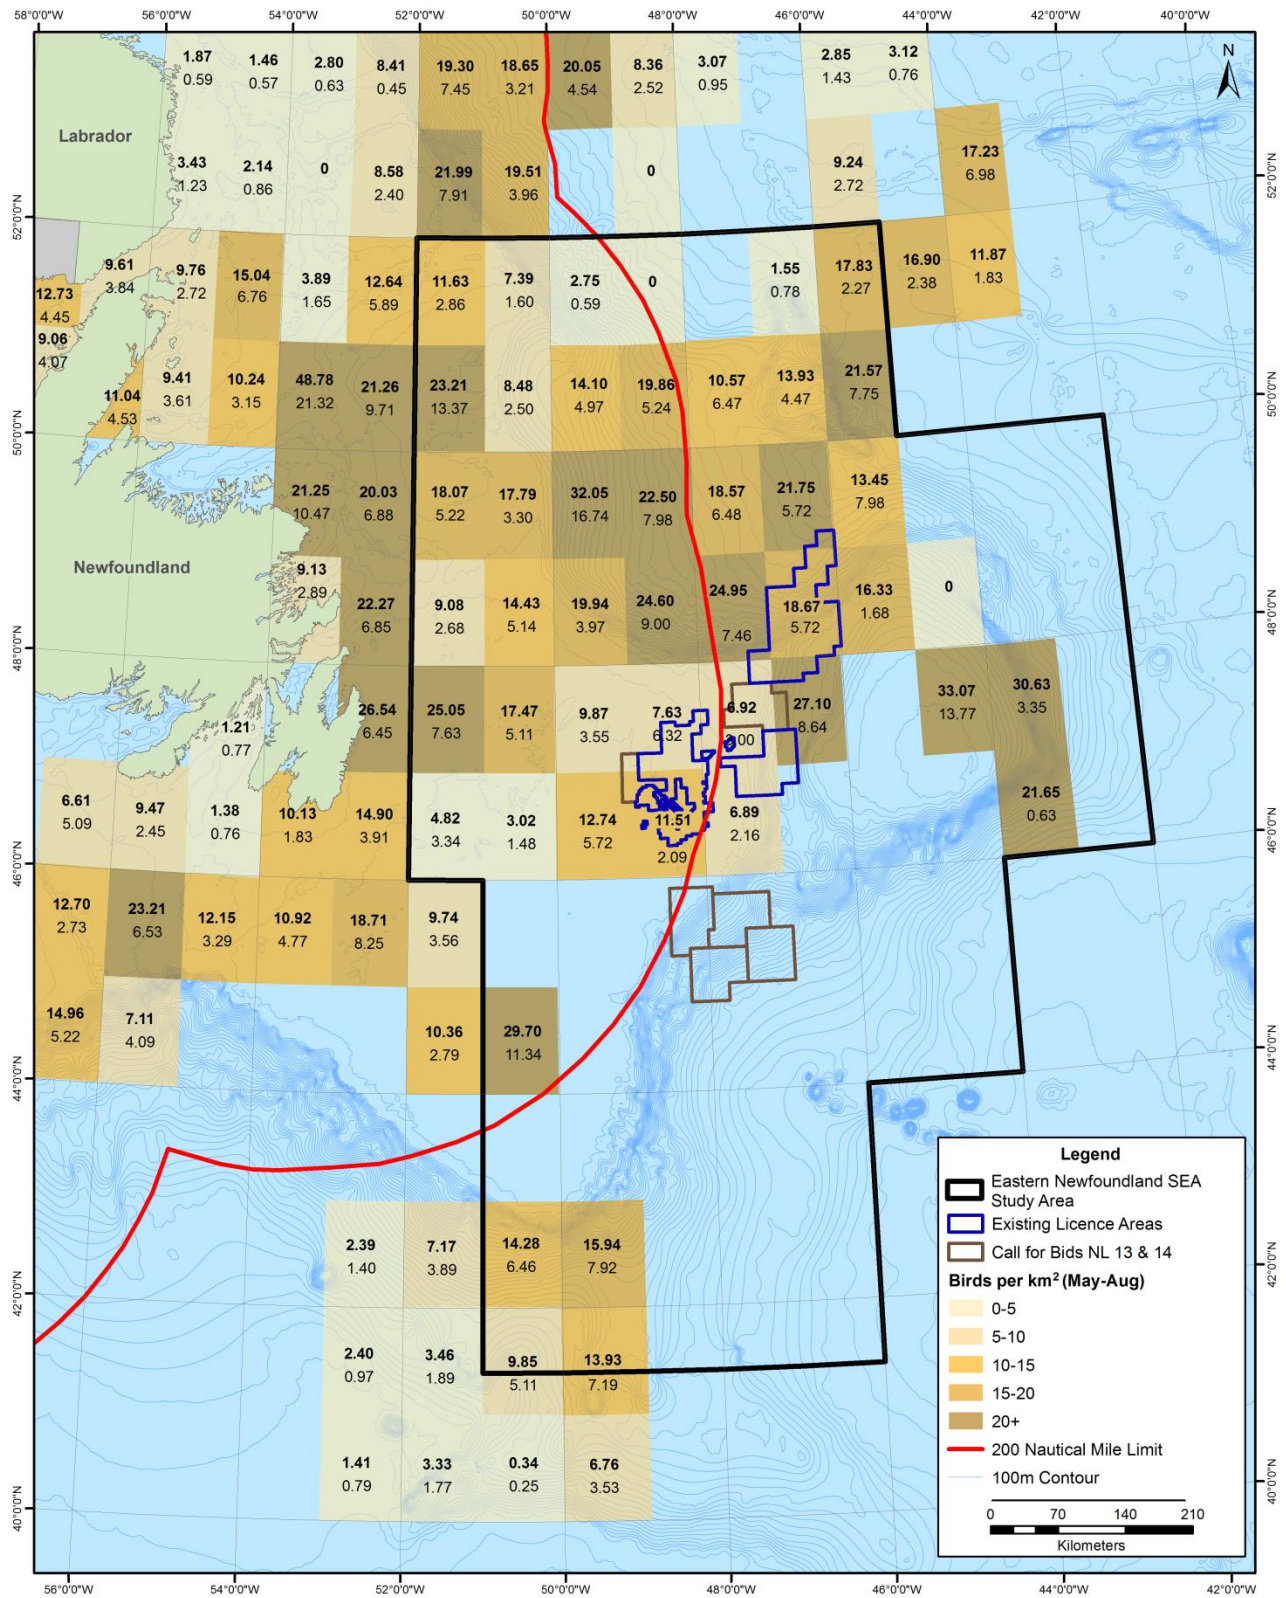 58°0'0"W 56°0'0"W 54°0'0"W 52°0'0"W 50°0'0"W 48°0'0"W 46°0'0"W 44°0'0"W 42°0'0"W 40°0'0"W
N
1.87 1.46 2.80 8.41 19.30 18.65 20.05 8.36 3.07 2.85 3.12
0.59 0.57 0.63 0.45 7.45 3.21 4.54 2.52 0.95 1.43 0.76
Labrador
3.43 2.14 0 8.58 21.99 19.51 0 9.24 17.23
1.23 0.86 2.40 7.91 3.96 2.72 6.98
52°0'0"N 52°0'0"N
9.61 9.76 15.04 3.89 12.64 11.63 7.39 2.75 0 1.55 17.83 16.90 11.87
3.84 2.72 6.76 1.65 5.89 2.86 1.60 0.59 0.78 2.27 2.38 1.83
12.73
4.45
9.06
4.07
11.04 9.41 10.24 48.78 21.26 23.21 8.48 14.10 19.86 10.57 13.93 21.57
4.53 3.61 3.15 21.32 9.71 13.37 2.50 4.97 5.24 6.47 4.47 7.75
50°0'0"N 50°0'0"N
21.25 20.03 18.07 17.79 32.05 22.50 18.57 21.75 13.45
10.47 6.88 5.22 3.30 16.74 7.98 6.48 5.72 7.98
Newfoundland
9.13 22.27 9.08 14.43 19.94 24.60 24.95 18.67 16.33 0
2.89 6.85 2.68 5.14 3.97 9.00 7.46 5.72 1.68
48°0'0"N 48°0'0"N
1.21 26.54 25.05 17.47 9.87 7.63 6.92 27.10 33.07 30.63
0.77 6.45 7.63 5.11 3.55 6.32 3.00 8.64 13.77 3.35
6.61 9.47 1.38 10.13 14.90 4.82 3.02 12.74 11.51 6.89 21.65
5.09 2.45 0.76 1.83 3.91 3.34 1.48 5.72 2.09 2.16 0.63
46°0'0"N 46°0'0"N
12.70 23.21 12.15 10.92 18.71 9.74
2.73 6.53 3.29 4.77 8.25 3.56
14.96 7.11 10.36 29.70
5.22 4.09 2.79 11.34
44°0'0"N 44°0'0"N
2.39 7.17 14.28 15.94
1.40 3.89 6.46 7.92
42°0'0"N 42°0'0"N
2.40 3.46 9.85 13.93
0.97 1.89 5.11 7.19
1.41 3.33 0.34 6.76
0.79 1.77 0.25 3.53
40°0'0"N 40°0'0"N
Legend
Eastern Newfoundland SEA
Study Area
Existing Licence Areas
Call for Bids NL 13 & 14
Birds per km² (May-Aug)
0-5
5-10
10-15
15-20
20+
200 Nautical Mile Limit
100m Contour
0 70 140 210
Kilometers
56°0'0"W 54°0'0"W 52°0'0"W 50°0'0"W 48°0'0"W 46°0'0"W 44°0'0"W 42°0'0"W